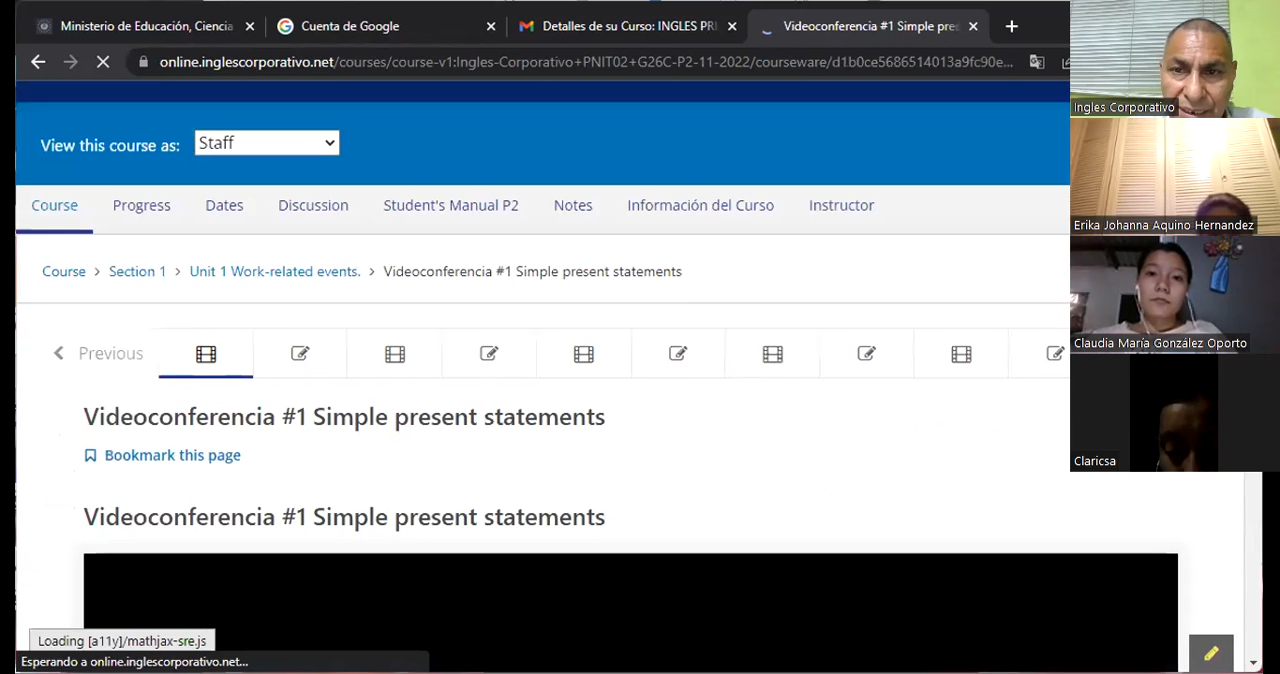 Ministerio de Educación, Ciencia
Cuenta de Google
Detalles de su Curso: INGLES PRI
Videoconferencia #1 Simple pres
online.inglescorporativo.net/courses/course-v1:Ingles-Corporativo+PNIT02+G26C-P2-11-2022/courseware/d1b0ce5686514013a9fc90e...
View this course as:
Staff
Course
Progress
Dates
Discussion
Student's Manual P2
Notes
Información del Curso
Instructor
Course > Section 1 > Unit 1 Work-related events. > Videoconferencia #1 Simple present statements
Previous
Videoconferencia #1 Simple present statements
Bookmark this page
Videoconferencia #1 Simple present statements
Loading [a11y]/mathjax-sre.js
Esperando a online.inglescorporativo.net...
Ingles Corporativo
Erika Johanna Aquino Hernandez
Claudia María González Oporto
Claricsa